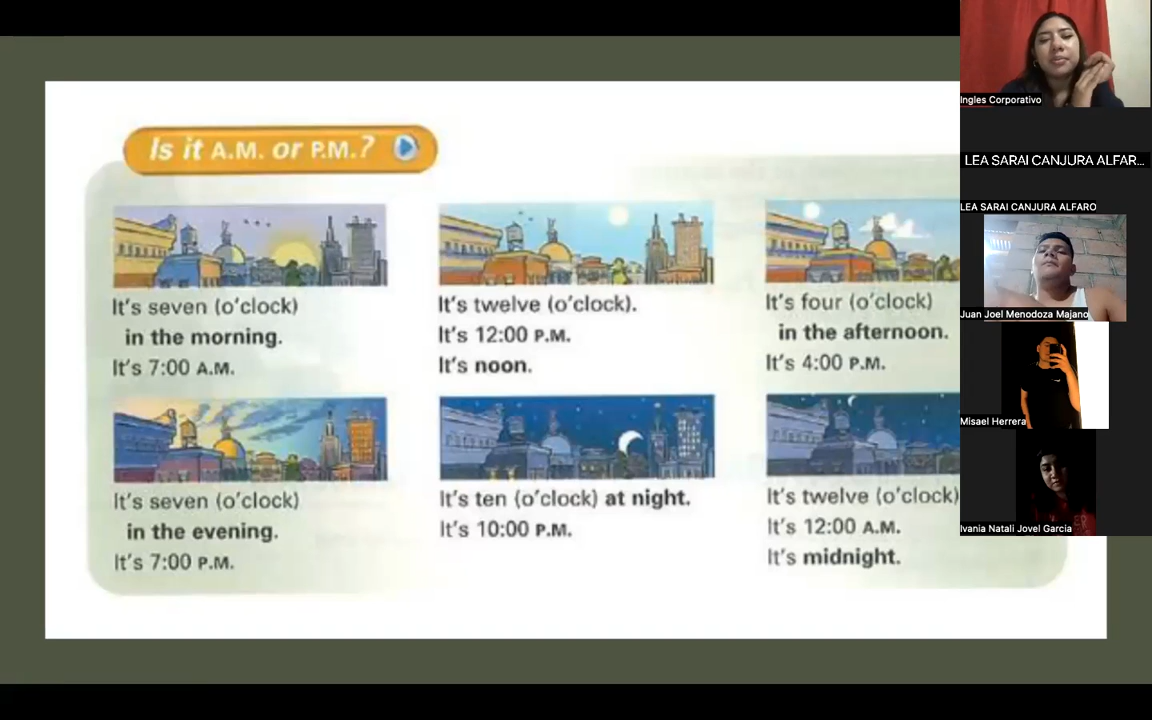 Is it A.M. or P.M.?
It's seven (o'clock)
in the morning.
It's 7:00 A.M.
It's twelve (o'clock).
It's 12:00 P.M.
It's noon.
It's four (o'clock)
in the afternoon.
It's 4:00 P.M.
It's seven (o'clock)
in the evening.
It's 7:00 P.M.
It's ten (o'clock) at night.
It's 10:00 P.M.
It's twelve (o'clock)
It's 12:00 A.M.
It's midnight.
Ingles Corporativo
LEA SARAI CANJURA ALFAR...
LEA SARAI CANJURA ALFARO
Juan Joel Menodoza Majano
Misael Herrera
Ivania Natali Jovel Garcia